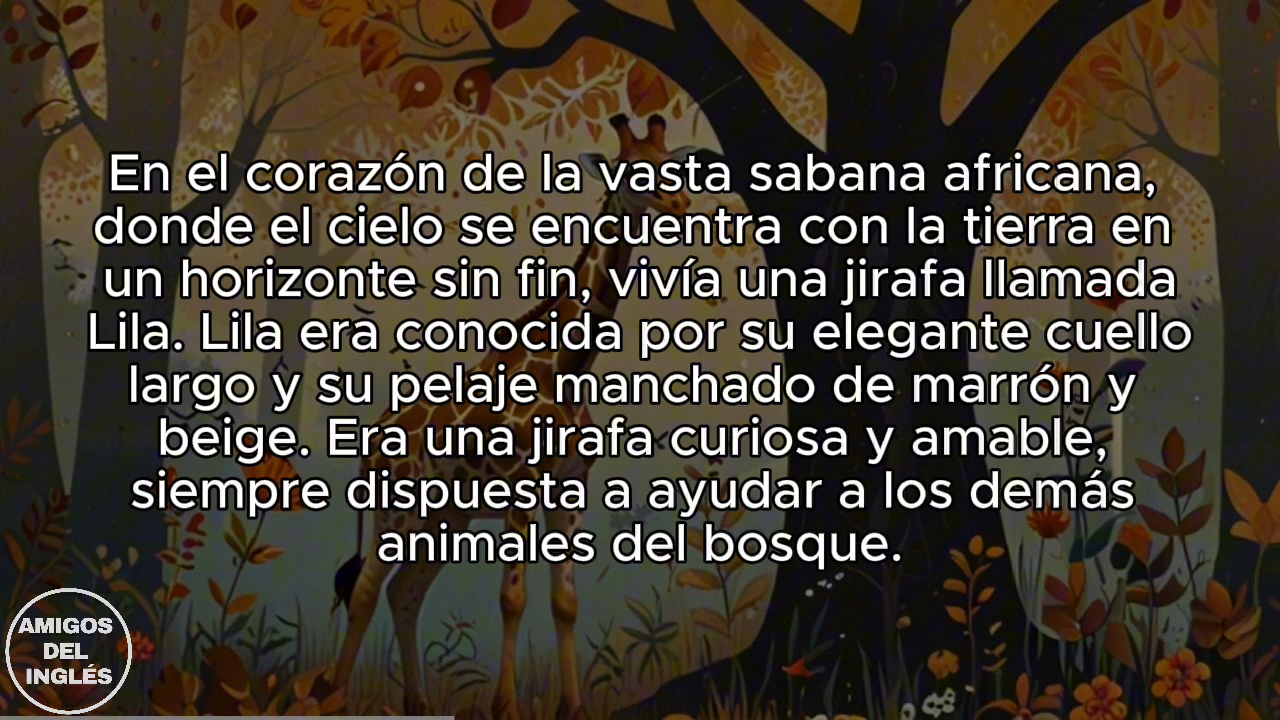 En el corazón de la vasta sabana africana,
donde el cielo se encuentra con la tierra en
un horizonte sin fin, vivía una jirafa llamada
Lila. Lila era conocida por su elegante cuello
largo y su pelaje manchado de marrón y
beige. Era una jirafa curiosa y amable,
siempre dispuesta a ayudar a los demás
animales del bosque.
AMIGOS
DEL
INGLÉS